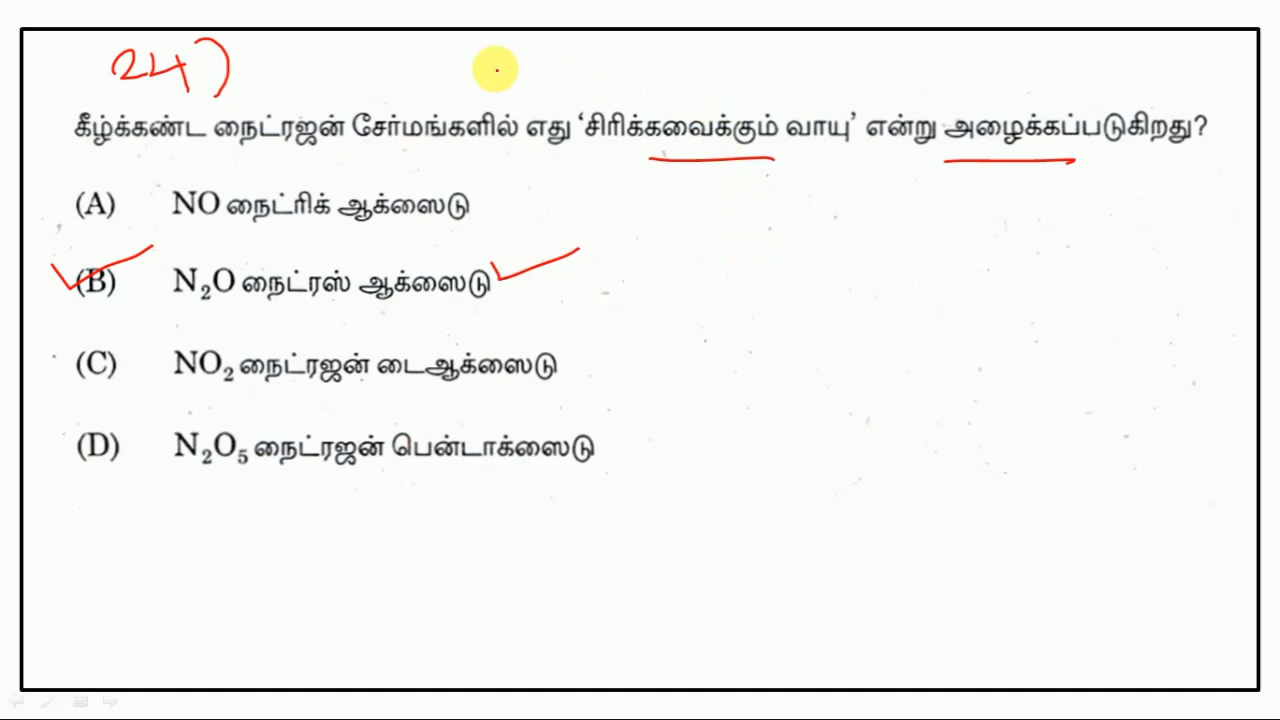 24)
கீழ்க்கண்ட நைட்ரஜன் சேர்மங்களில் எது ‘சிரிக்கவைக்கும் வாயு’ என்று அழைக்கப்படுகிறது?
(A) NO நைட்ரிக் ஆக்ஸைடு
(B) N₂O நைட்ரஸ் ஆக்ஸைடு
(C) NO₂ நைட்ரஜன் டைஆக்ஸைடு
(D) N₂O₅ நைட்ரஜன் பென்டாக்ஸைடு